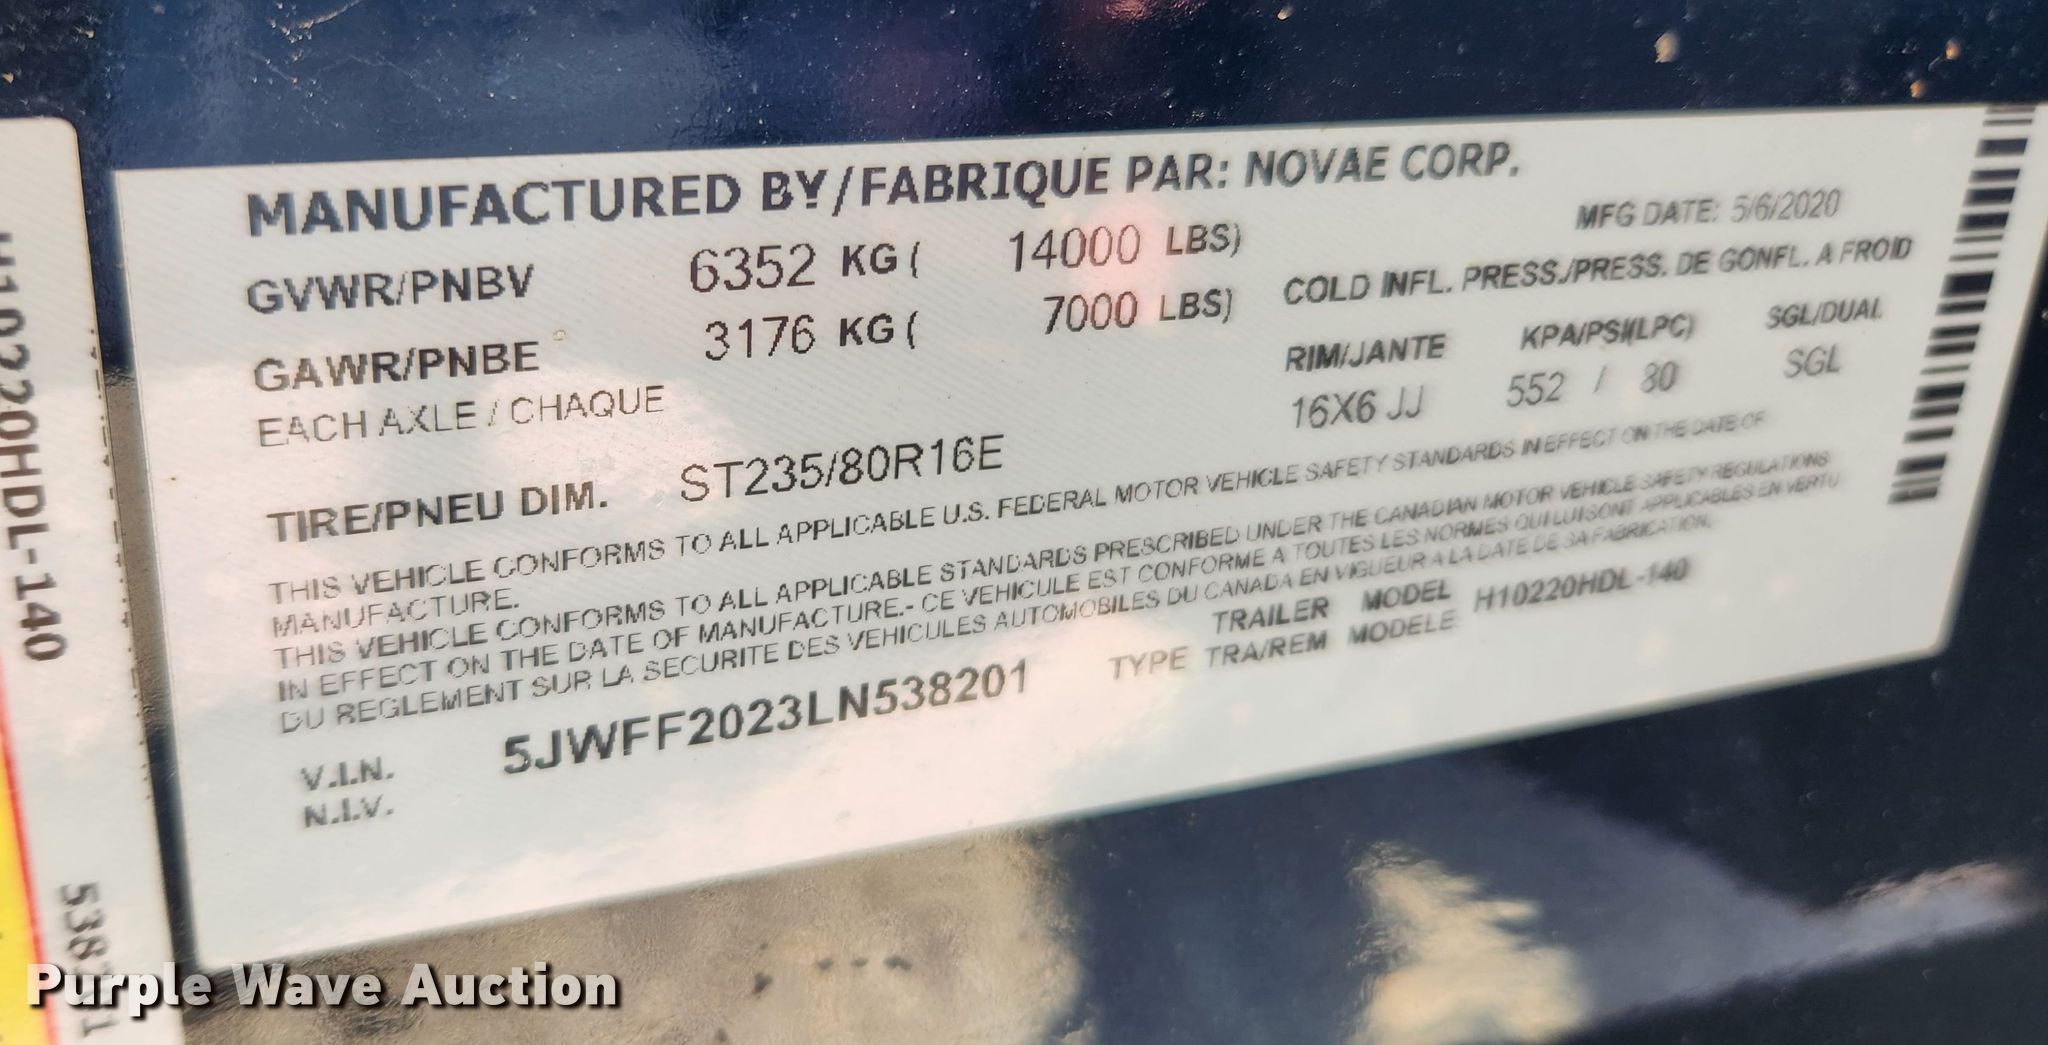 MANUFACTURED BY/FABRIQUE PAR: NOVAE CORP.
MFG DATE: 5/6/2020
GVWR/PNBV 6352 KG ( 14000 LBS)
GAWR/PNBE 3176 KG ( 7000 LBS)
EACH AXLE / CHAQUE
COLD INFL. PRESS./PRESS. DE GONFL. A FROID
RIM/JANTE KPA/PSI(LPC) SGL/DUAL
16X6 JJ 552 / 80 SGL
TIRE/PNEU DIM. ST235/80R16E
THIS VEHICLE CONFORMS TO ALL APPLICABLE U.S. FEDERAL MOTOR VEHICLE SAFETY STANDARDS IN EFFECT ON THE DATE OF
MANUFACTURE.
THIS VEHICLE CONFORMS TO ALL APPLICABLE STANDARDS PRESCRIBED UNDER THE CANADIAN MOTOR VEHICLE SAFETY REGULATIONS
IN EFFECT ON THE DATE OF MANUFACTURE.- CE VEHICULE EST CONFORME A TOUTES LES NORMES QUI LUI SONT APPLICABLES EN VERTU
DU REGLEMENT SUR LA SECURITE DES VEHICULES AUTOMOBILES DU CANADA EN VIGUEUR A LA DATE DE SA FABRICATION.
V.I.N.
N.I.V.
5JWFF2023LN538201
TRAILER MODEL H10220HDL-140
TYPE TRA/REM MODELE
H10220HDL-140
Purple Wave Auction